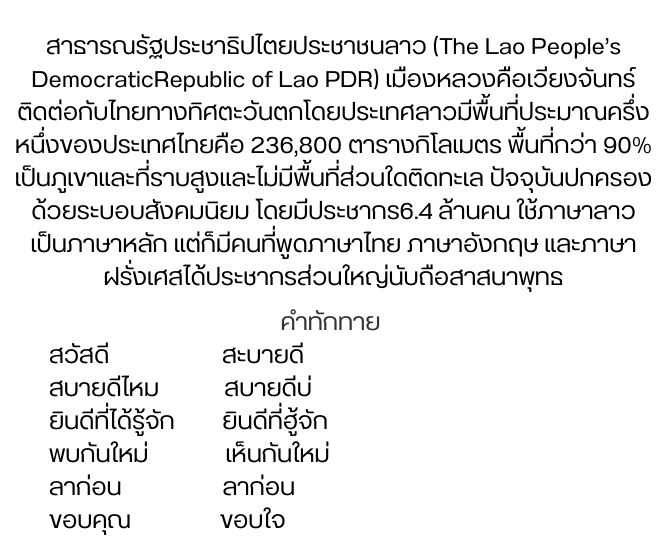 สาธารณรัฐประชาธิปไตยประชาชนลาว (The Lao People's
DemocraticRepublic of Lao PDR) เมืองหลวงคือเวียงจันทร์
ติดต่อกับไทยทางทิศตะวันตกโดยประเทศลาวมีพื้นที่ประมาณครึ่ง
หนึ่งของประเทศไทยคือ 236,800 ตารางกิโลเมตร พื้นที่กว่า 90%
เป็นภูเขาและที่ราบสูงและไม่มีพื้นที่ส่วนใดติดทะเล ปัจจุบันปกครอง
ด้วยระบอบสังคมนิยม โดยมีประชากร6.4 ล้านคน ใช้ภาษาลาว
เป็นภาษาหลัก แต่ก็มีคนที่พูดภาษาไทย ภาษาอังกฤษ และภาษา
ฝรั่งเศสได้ประชากรส่วนใหญ่นับถือสาสนาพุทธ
คำทักทาย
สวัสดี สะบายดี
สบายดีไหม สบายดีบ่
ยินดีที่ได้รู้จัก ยินดีที่ฮู้จัก
พบกันใหม่ เห็นกันใหม่
ลาก่อน ลาก่อน
ขอบคุณ ขอบใจ